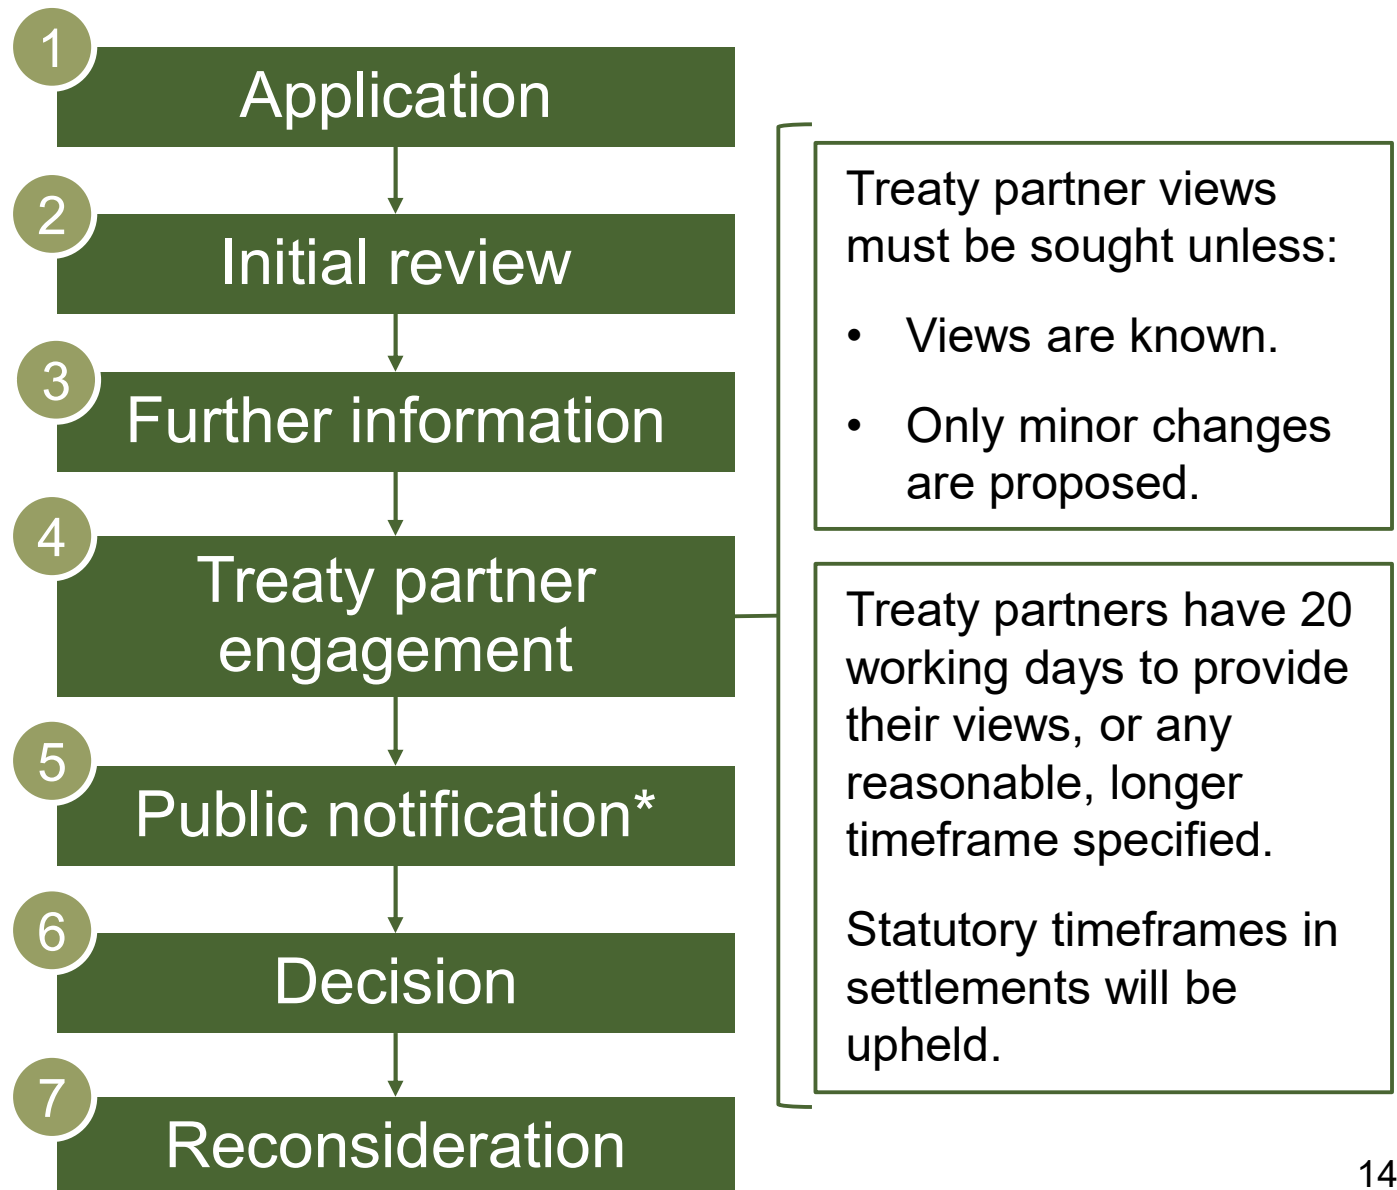 1
Application
2
Initial review
3
Further information
4
Treaty partner
engagement
5
Public notification*
6
Decision
7
Reconsideration
Treaty partner views
must be sought unless:
• Views are known.
• Only minor changes
are proposed.
Treaty partners have 20
working days to provide
their views, or any
reasonable, longer
timeframe specified.
Statutory timeframes in
settlements will be
upheld.
14